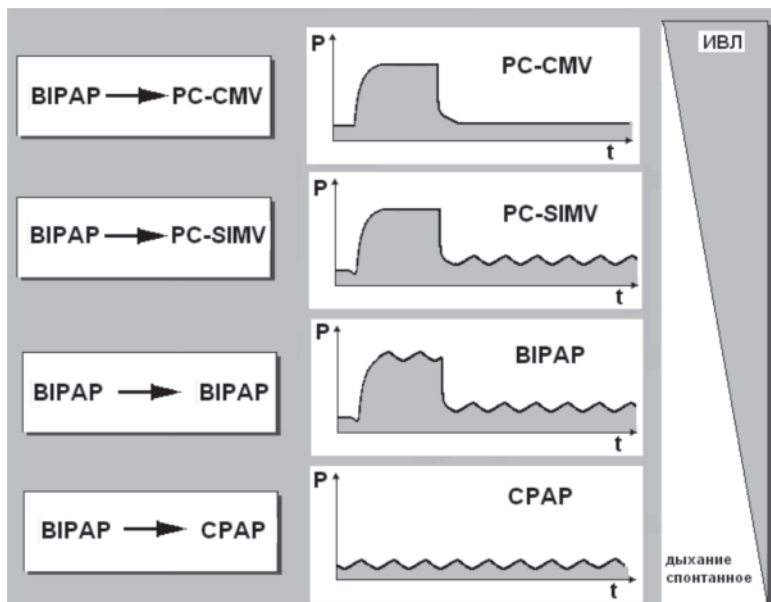 BIPAP → PC-CMV
P
PC-CMV
t
ИВЛ
BIPAP → PC-SIMV
P
PC-SIMV
t
BIPAP → BIPAP
P
BIPAP
t
BIPAP → CPAP
P
CPAP
t
дыхание
спонтанное